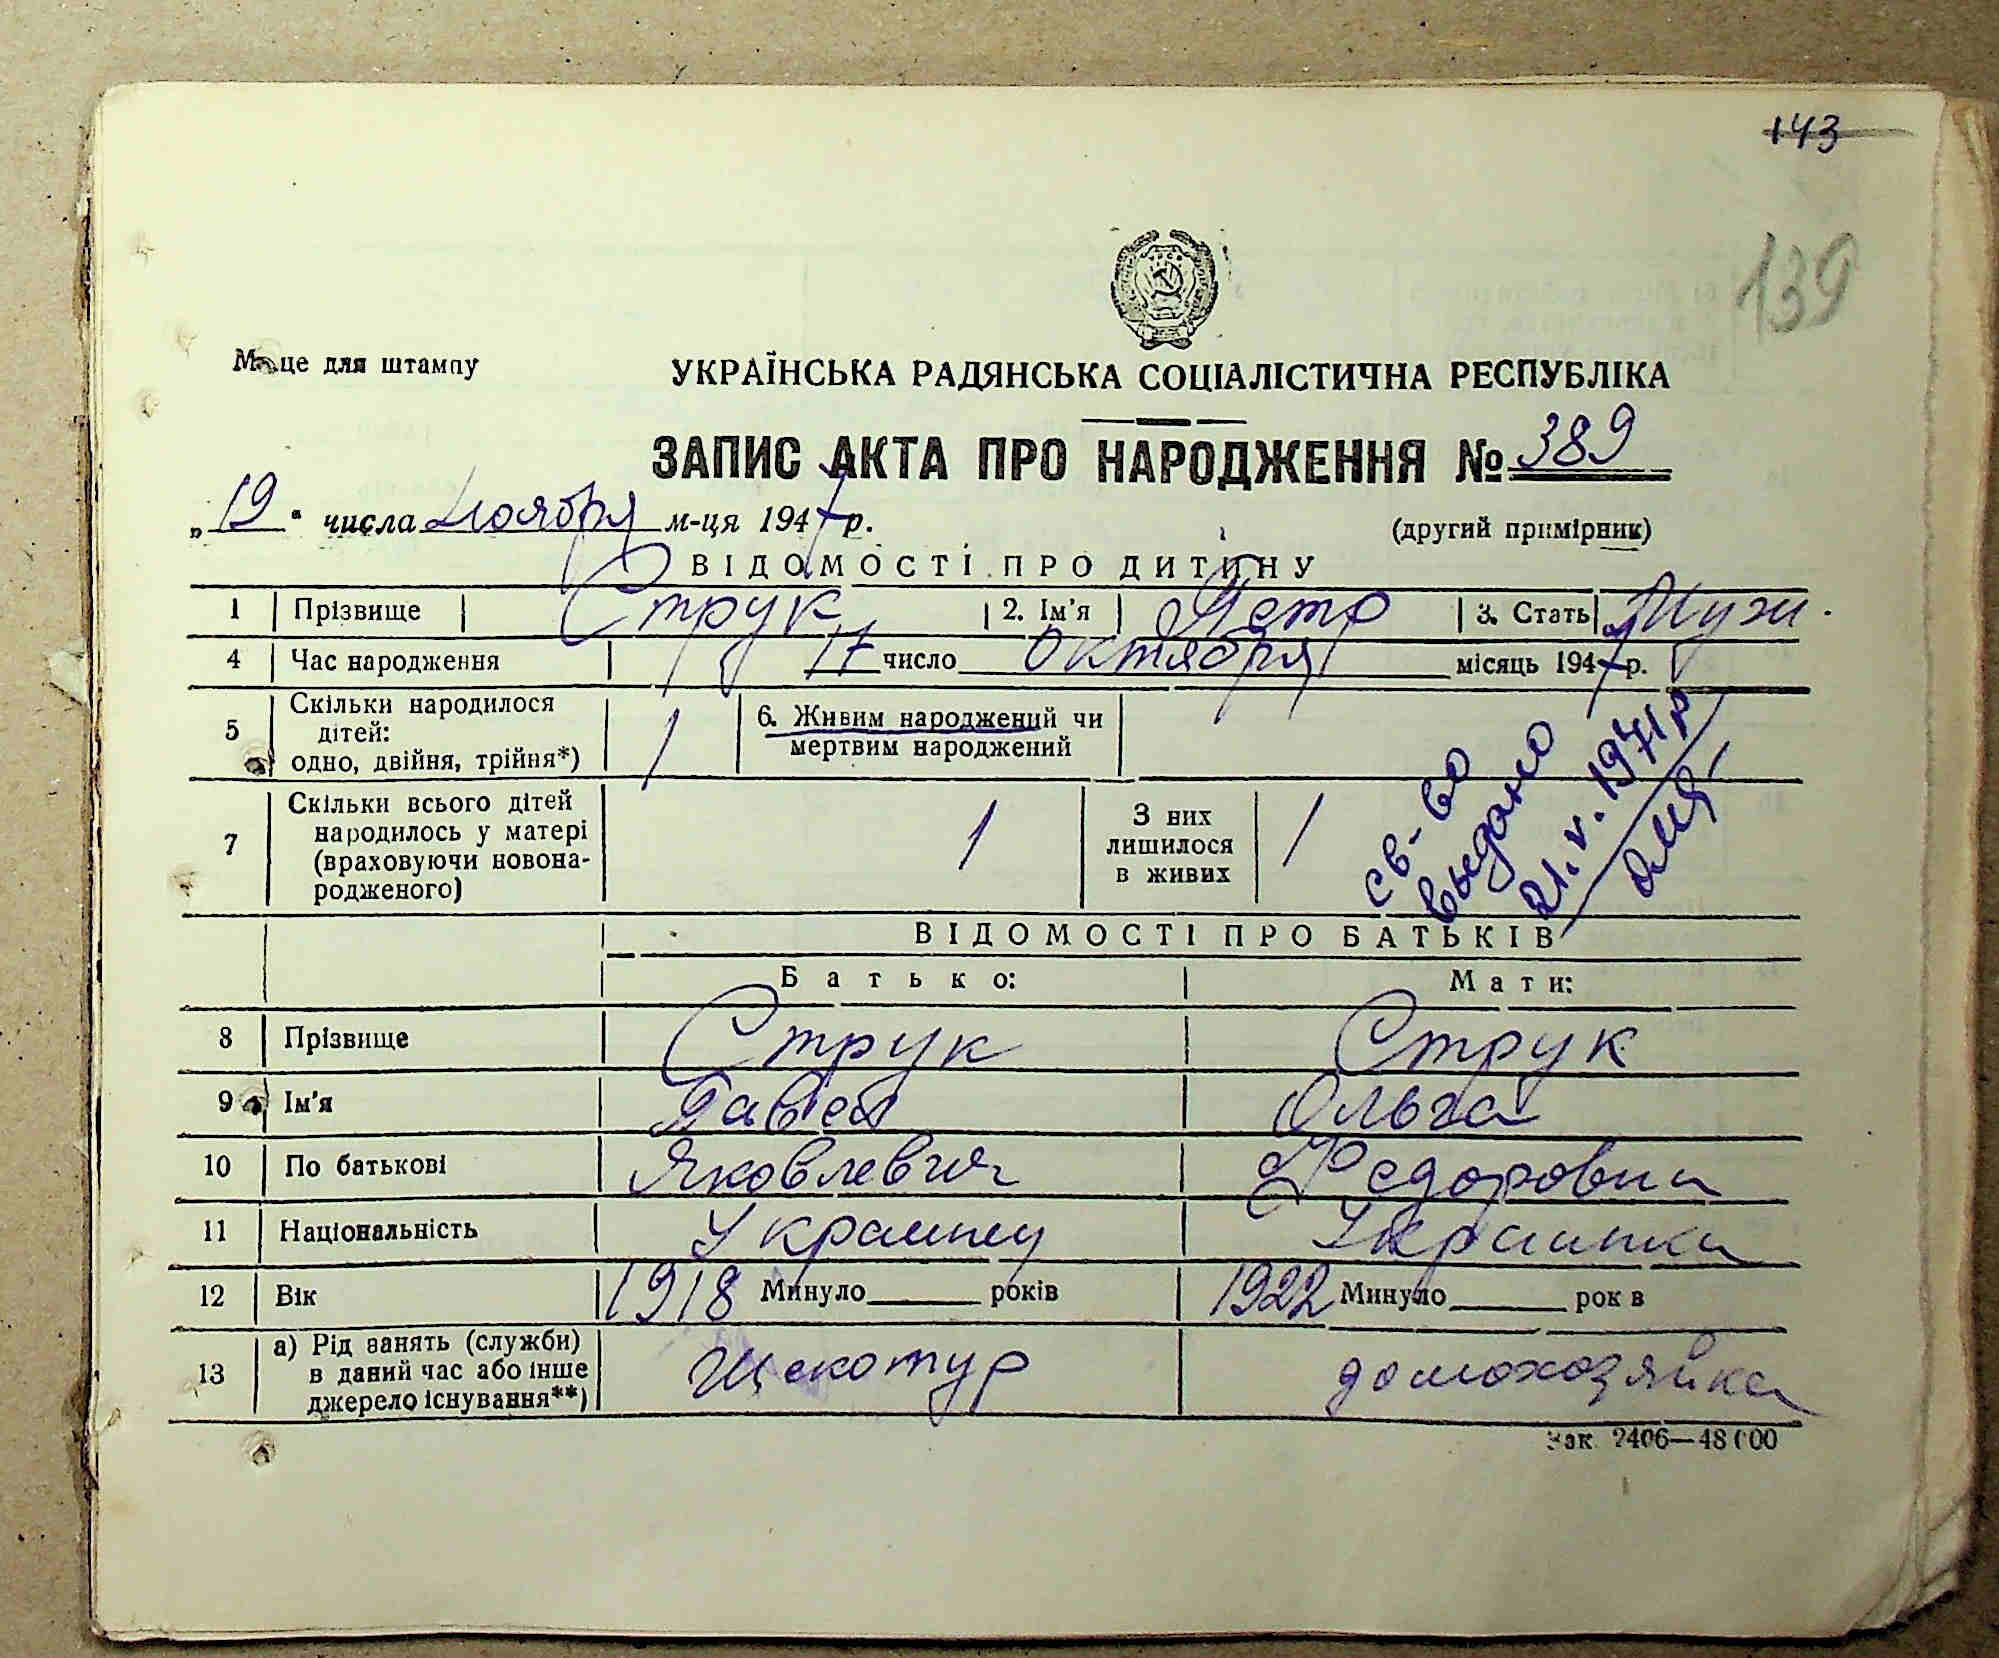 143
139
Місце для штампу
УКРАЇНСЬКА РАДЯНСЬКА СОЦІАЛІСТИЧНА РЕСПУБЛІКА
ЗАПИС АКТА ПРО НАРОДЖЕННЯ № 389
„19“ числа ноября м-ця 1947 р.
(другий примірник)
ВІДОМОСТІ ПРО ДИТИНУ
1 Прізвище Струк 2. Ім'я Петр 3. Стать Муж.
4 Час народження 17 число октября місяць 1947 р.
5 Скільки народилося дітей: одно, двійня, трійня*) 1 6. Живим народжений чи мертвим народжений
7 Скільки всього дітей народилось у матері (враховуючи новонародженого) 1 З них лишилося в живих 1
св-во
выдано
21.V.1971р
ВІДОМОСТІ ПРО БАТЬКІВ
Батько: Мати:
8 Прізвище Струк Струк
9 Ім'я Павел Ольга
10 По батькові Яковлевич Федоровна
11 Національність Украинец Украинка
12 Вік 1918 Минуло років 1922 Минуло рок в
13 а) Рід занять (служби) в даний час або інше джерело існування**) Щекотур домохозяйка
Зак 2406—48000